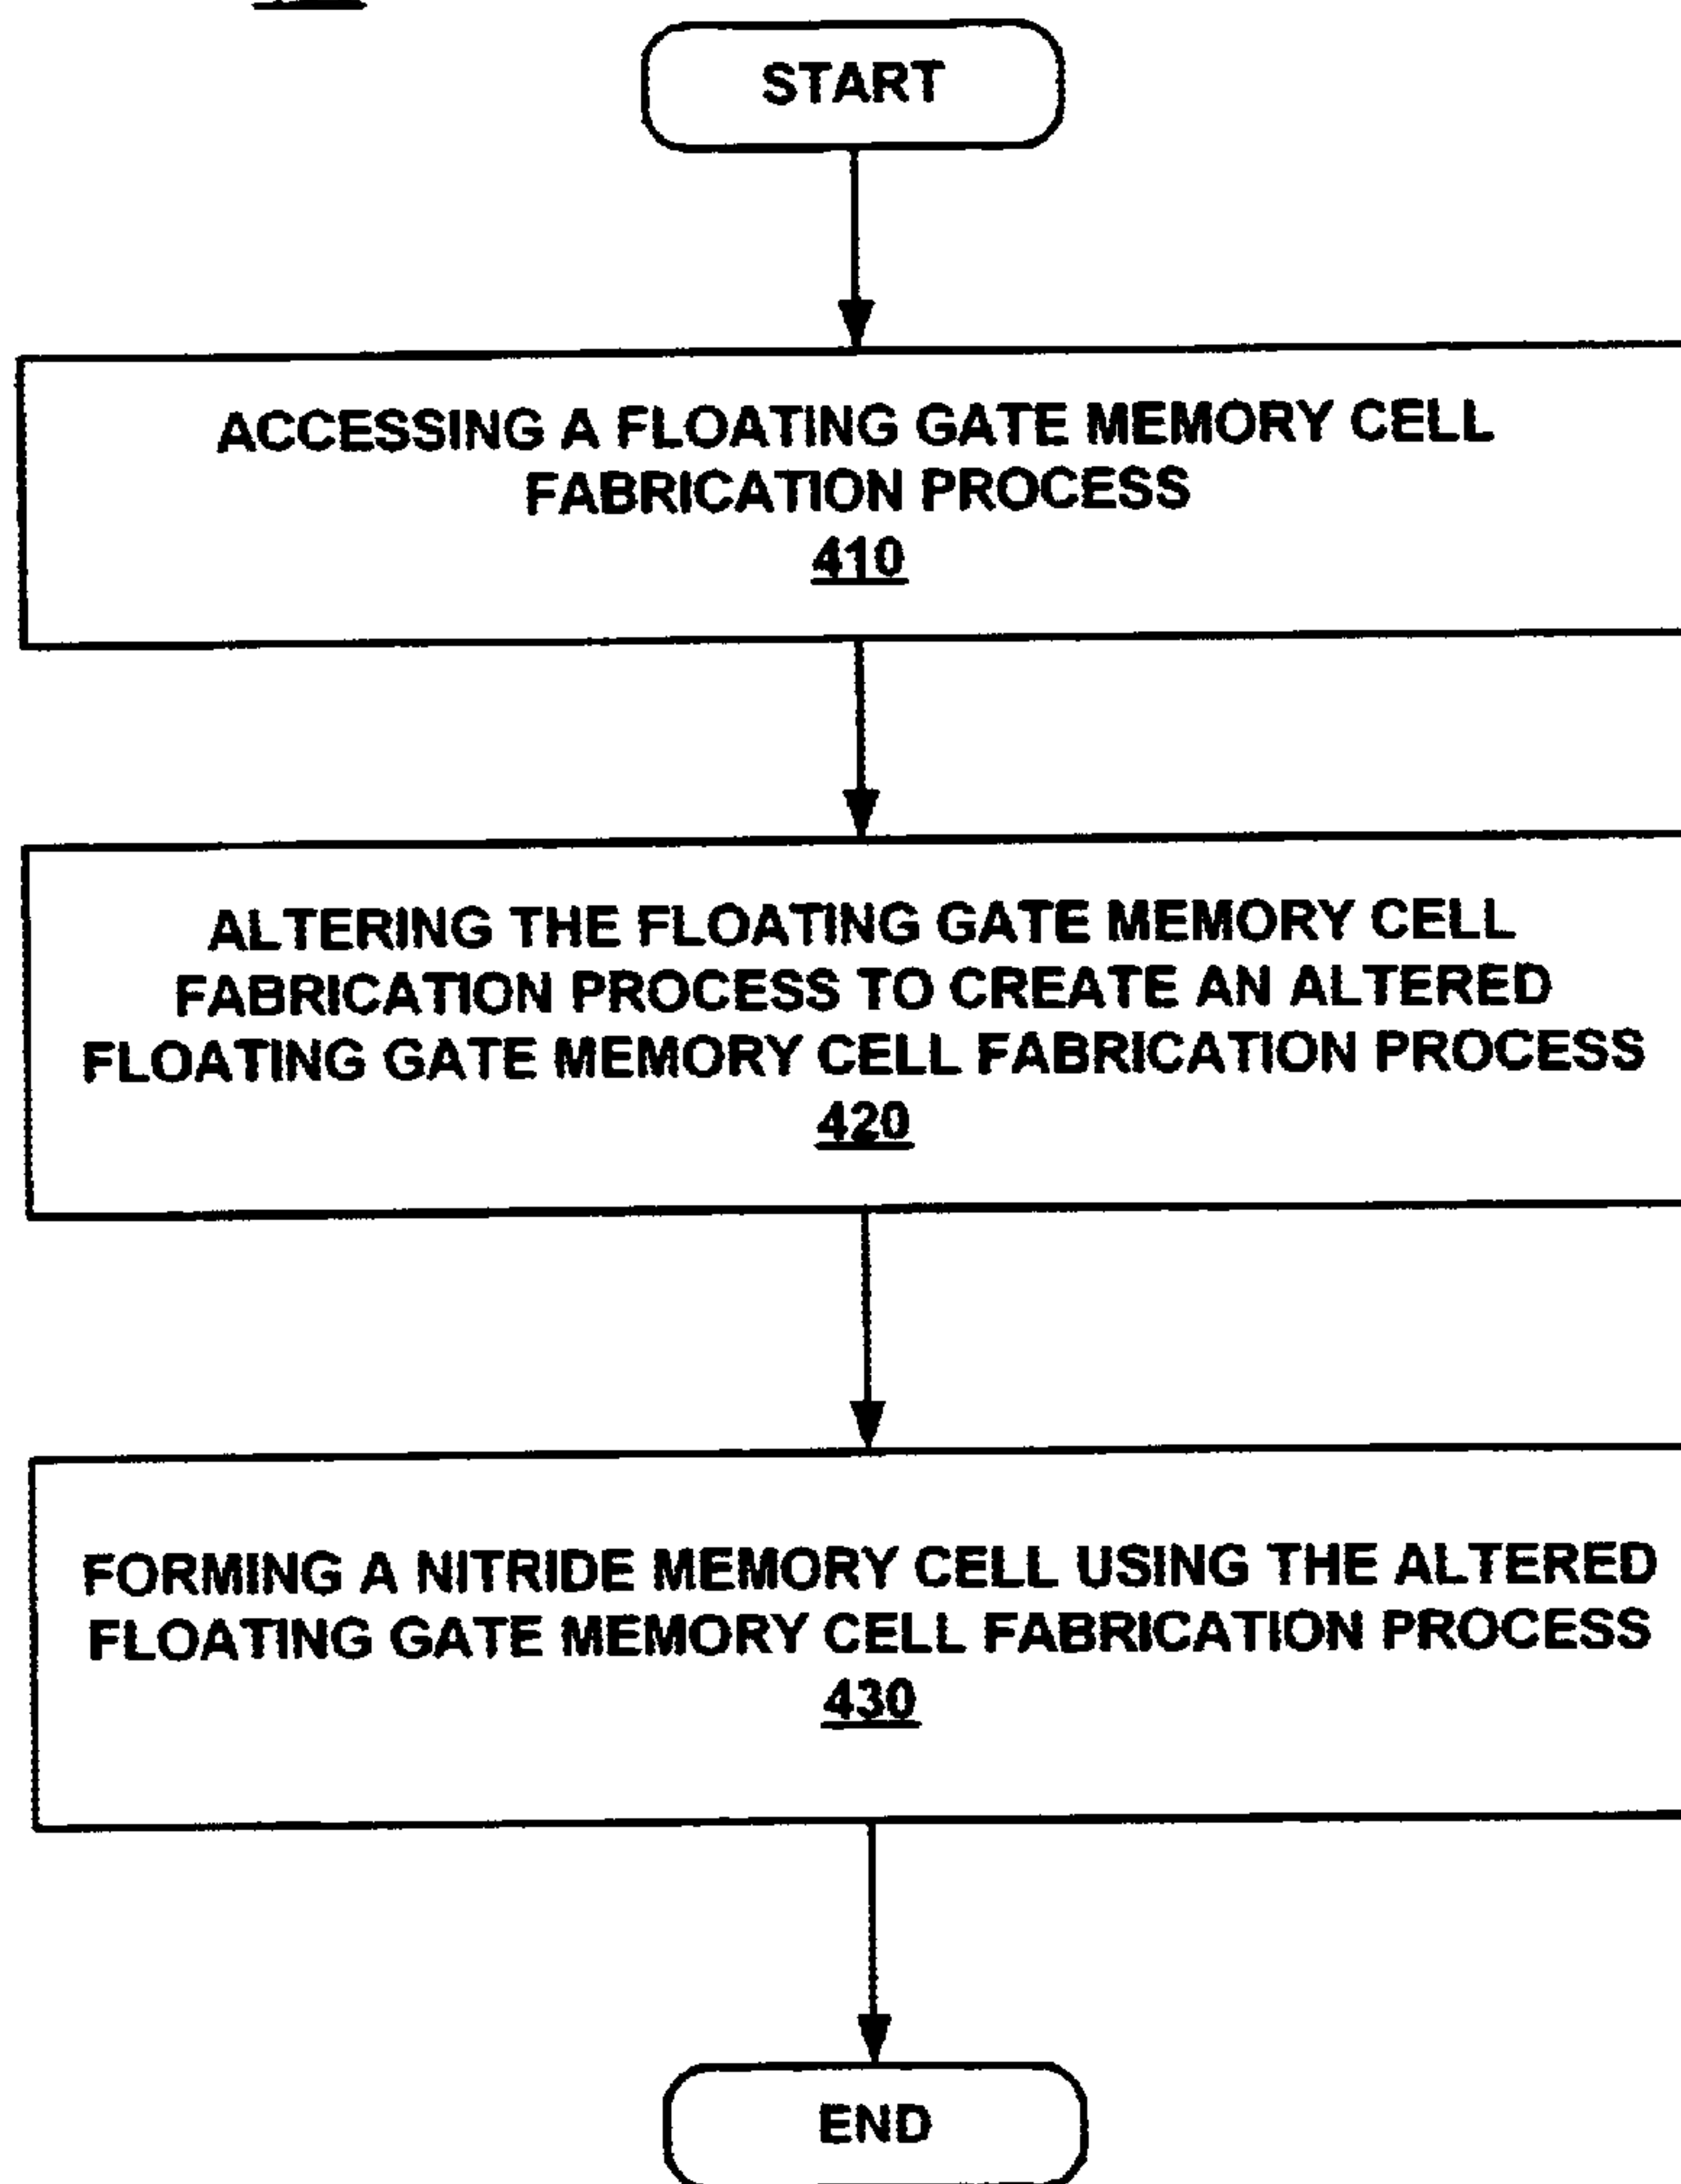 START
ACCESSING A FLOATING GATE MEMORY CELL
FABRICATION PROCESS
410
ALTERING THE FLOATING GATE MEMORY CELL
FABRICATION PROCESS TO CREATE AN ALTERED
FLOATING GATE MEMORY CELL FABRICATION PROCESS
420
FORMING A NITRIDE MEMORY CELL USING THE ALTERED
FLOATING GATE MEMORY CELL FABRICATION PROCESS
430
END